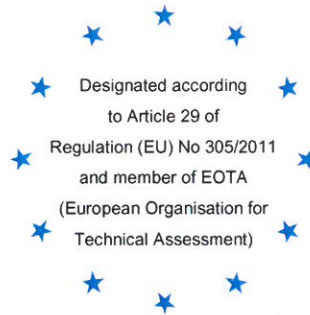 Designated according
to Article 29 of
Regulation (EU) No 305/2011
and member of EOTA
(European Organisation for
Technical Assessment)